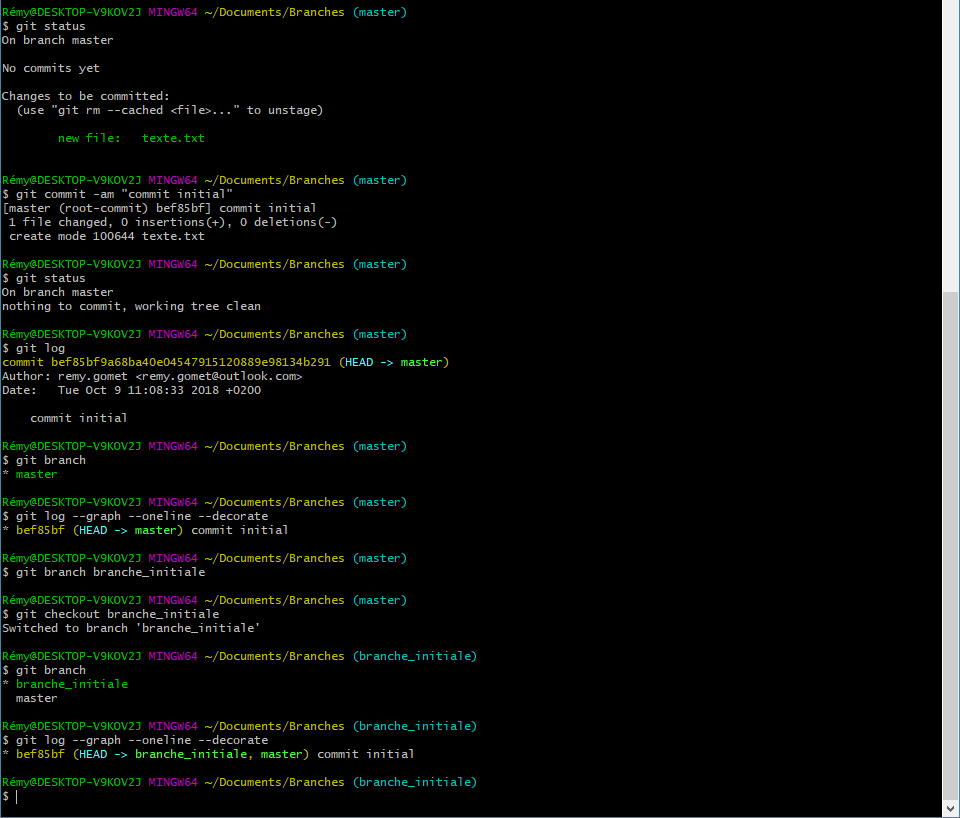 Rémy@DESKTOP-V9KOV2J MINGW64 ~/Documents/Branches (master)
$ git status
On branch master

No commits yet

Changes to be committed:
  (use "git rm --cached <file>..." to unstage)

        new file:   texte.txt


Rémy@DESKTOP-V9KOV2J MINGW64 ~/Documents/Branches (master)
$ git commit -am "commit initial"
[master (root-commit) bef85bf] commit initial
 1 file changed, 0 insertions(+), 0 deletions(-)
 create mode 100644 texte.txt

Rémy@DESKTOP-V9KOV2J MINGW64 ~/Documents/Branches (master)
$ git status
On branch master
nothing to commit, working tree clean

Rémy@DESKTOP-V9KOV2J MINGW64 ~/Documents/Branches (master)
$ git log
commit bef85bf9a68ba40e04547915120889e98134b291 (HEAD -> master)
Author: remy.gomet <remy.gomet@outlook.com>
Date:   Tue Oct 9 11:08:33 2018 +0200

    commit initial

Rémy@DESKTOP-V9KOV2J MINGW64 ~/Documents/Branches (master)
$ git branch
* master

Rémy@DESKTOP-V9KOV2J MINGW64 ~/Documents/Branches (master)
$ git log --graph --oneline --decorate
* bef85bf (HEAD -> master) commit initial

Rémy@DESKTOP-V9KOV2J MINGW64 ~/Documents/Branches (master)
$ git branch branche_initiale

Rémy@DESKTOP-V9KOV2J MINGW64 ~/Documents/Branches (master)
$ git checkout branche_initiale
Switched to branch 'branche_initiale'

Rémy@DESKTOP-V9KOV2J MINGW64 ~/Documents/Branches (branche_initiale)
$ git branch
* branche_initiale
  master

Rémy@DESKTOP-V9KOV2J MINGW64 ~/Documents/Branches (branche_initiale)
$ git log --graph --oneline --decorate
* bef85bf (HEAD -> branche_initiale, master) commit initial

Rémy@DESKTOP-V9KOV2J MINGW64 ~/Documents/Branches (branche_initiale)
$